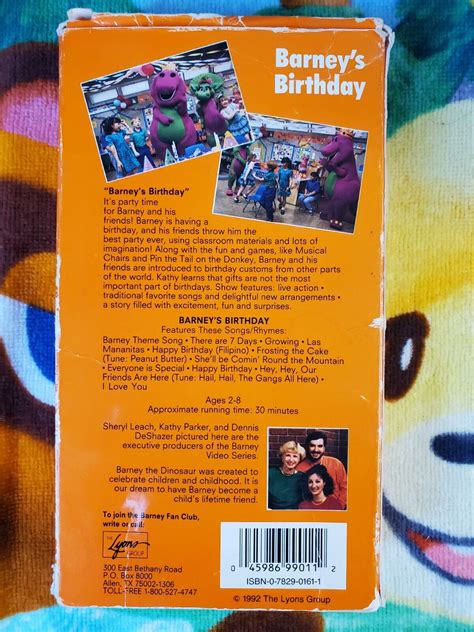 Barney's
Birthday
"Barney's Birthday"
It's party time
for Barney and his
friends! Barney is having a
birthday, and his friends throw him the
best party ever, using classroom materials and lots of
imagination! Along with the fun and games, like Musical
Chairs and Pin the Tail on the Donkey, Barney and his
friends are introduced to birthday customs from other parts
of the world. Kathy learns that gifts are not the most
important part of birthdays. Show features: live action •
traditional favorite songs and delightful new arrangements •
a story filled with excitement, fun and surprises.
BARNEY'S BIRTHDAY
Features These Songs/Rhymes:
Barney Theme Song • There are 7 Days • Growing • Las
Mananitas • Happy Birthday (Filipino) • Frosting the Cake
(Tune: Peanut Butter) • She'll be Comin' Round the Mountain
• Everyone is Special • Happy Birthday • Hey, Hey, Our
Friends Are Here (Tune: Hail, Hail, The Gangs All Here) •
I Love You
Ages 2-8
Approximate running time: 30 minutes
Sheryl Leach, Kathy Parker, and Dennis
DeShazer pictured here are the
executive producers of the Barney
Video Series.
Barney the Dinosaur was created to
celebrate children and childhood. It is
our dream to have Barney become a
child's lifetime friend.
To join the Barney Fan Club,
write or call:
THE
Lyons
GROUP
300 East Bethany Road
P.O. Box 8000
Allen, TX 75002-1306
TOLL-FREE 1-800-527-4747
0 45986 99011 2
ISBN-0-7829-0161-1
© 1992 The Lyons Group